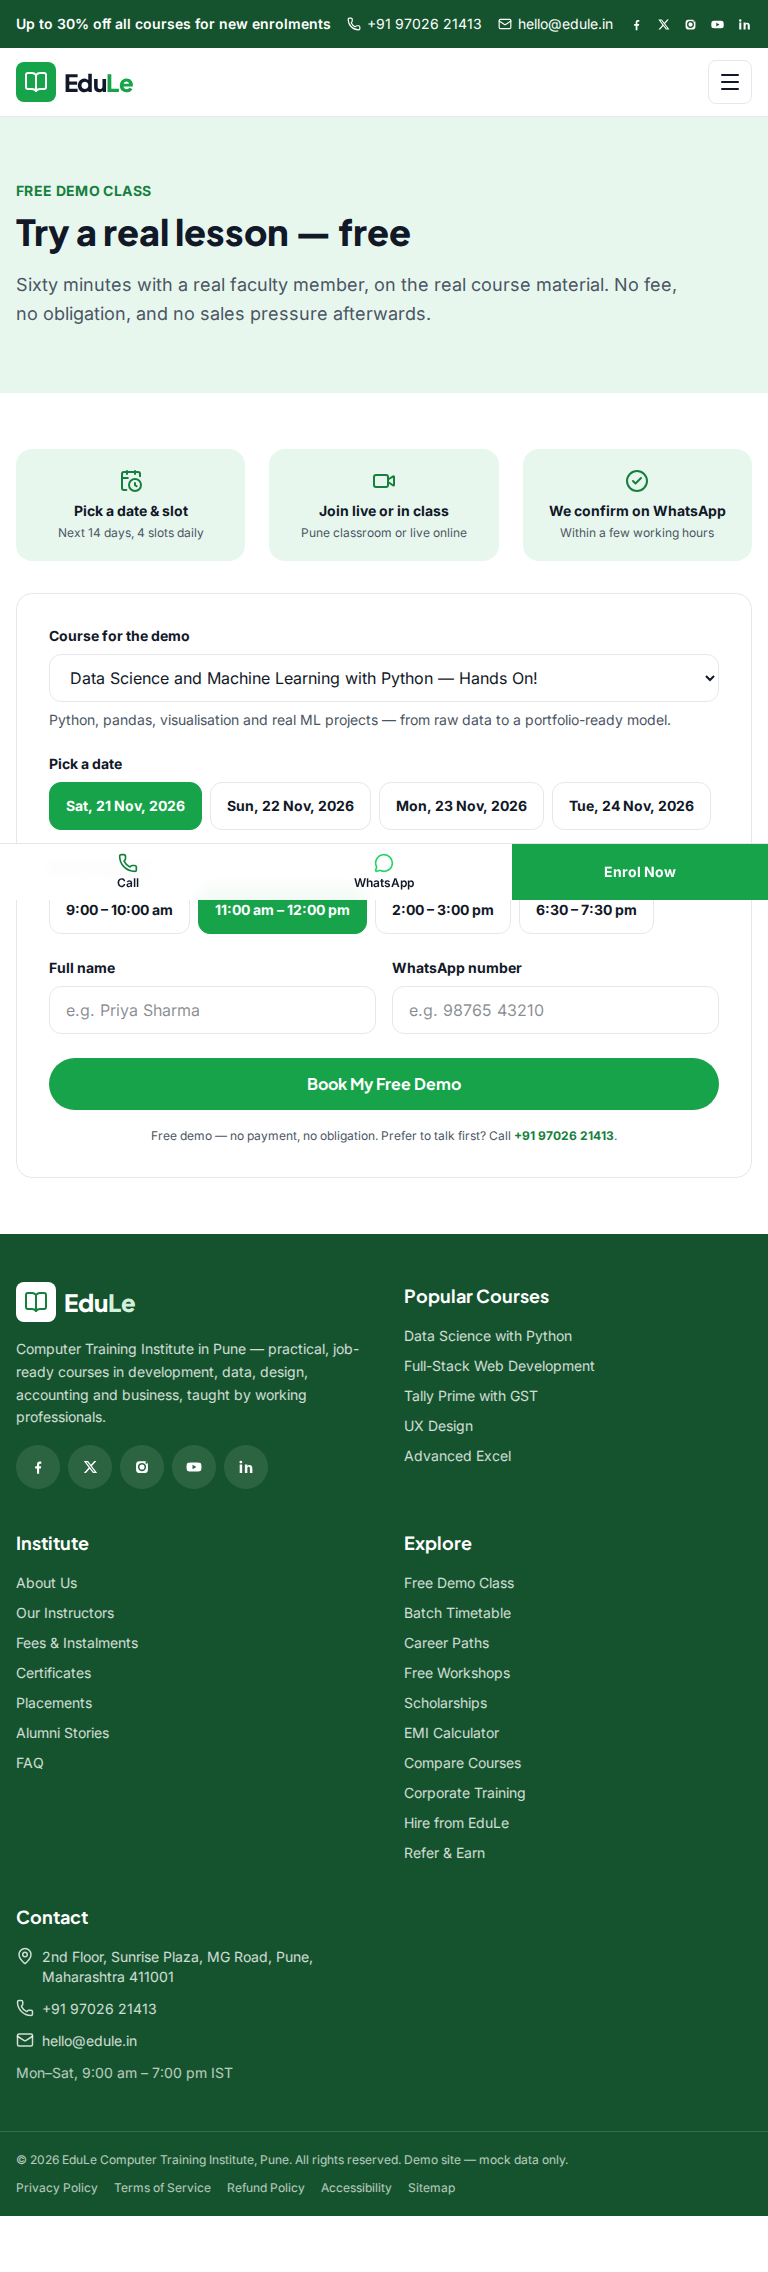 Up to 30% off all courses for new enrolments
+91 97026 21413
hello@edule.in
EduLe
FREE DEMO CLASS
Try a real lesson — free
Sixty minutes with a real faculty member, on the real course material. No fee,
no obligation, and no sales pressure afterwards.
Pick a date & slot
Next 14 days, 4 slots daily
Join live or in class
Pune classroom or live online
We confirm on WhatsApp
Within a few working hours
Course for the demo
Data Science and Machine Learning with Python — Hands On!
Python, pandas, visualisation and real ML projects — from raw data to a portfolio-ready model.
Pick a date
Sat, 21 Nov, 2026
Sun, 22 Nov, 2026
Mon, 23 Nov, 2026
Tue, 24 Nov, 2026
Call
WhatsApp
Enrol Now
9:00 – 10:00 am
11:00 am – 12:00 pm
2:00 – 3:00 pm
6:30 – 7:30 pm
Full name
WhatsApp number
e.g. Priya Sharma
e.g. 98765 43210
Book My Free Demo
Free demo — no payment, no obligation. Prefer to talk first? Call +91 97026 21413.
EduLe
Computer Training Institute in Pune — practical, job-
ready courses in development, data, design,
accounting and business, taught by working
professionals.
Popular Courses
Data Science with Python
Full-Stack Web Development
Tally Prime with GST
UX Design
Advanced Excel
Institute
About Us
Our Instructors
Fees & Instalments
Certificates
Placements
Alumni Stories
FAQ
Explore
Free Demo Class
Batch Timetable
Career Paths
Free Workshops
Scholarships
EMI Calculator
Compare Courses
Corporate Training
Hire from EduLe
Refer & Earn
Contact
2nd Floor, Sunrise Plaza, MG Road, Pune,
Maharashtra 411001
+91 97026 21413
hello@edule.in
Mon–Sat, 9:00 am – 7:00 pm IST
© 2026 EduLe Computer Training Institute, Pune. All rights reserved. Demo site — mock data only.
Privacy Policy
Terms of Service
Refund Policy
Accessibility
Sitemap